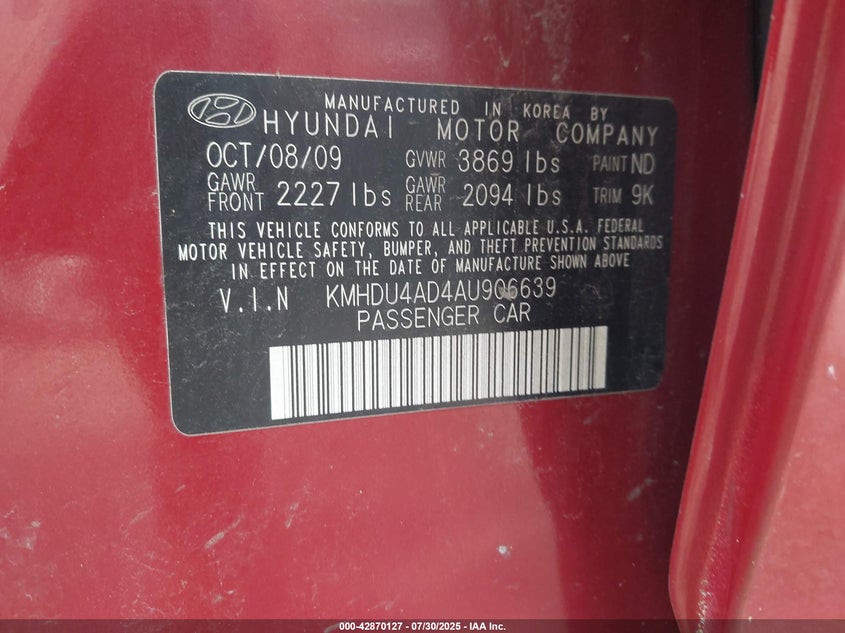 MANUFACTURED IN KOREA BY
HYUNDAI MOTOR COMPANY
OCT/08/09 GVWR 3869 lbs PAINT ND
GAWR FRONT 2227 lbs GAWR REAR 2094 lbs TRIM 9K
THIS VEHICLE CONFORMS TO ALL APPLICABLE U.S.A. FEDERAL
MOTOR VEHICLE SAFETY, BUMPER, AND THEFT PREVENTION STANDARDS
IN EFFECT ON THE DATE OF MANUFACTURE SHOWN ABOVE
V.I.N KMHDU4AD4AU906639
PASSENGER CAR
000-42870127 - 07/30/2025 - IAA Inc.